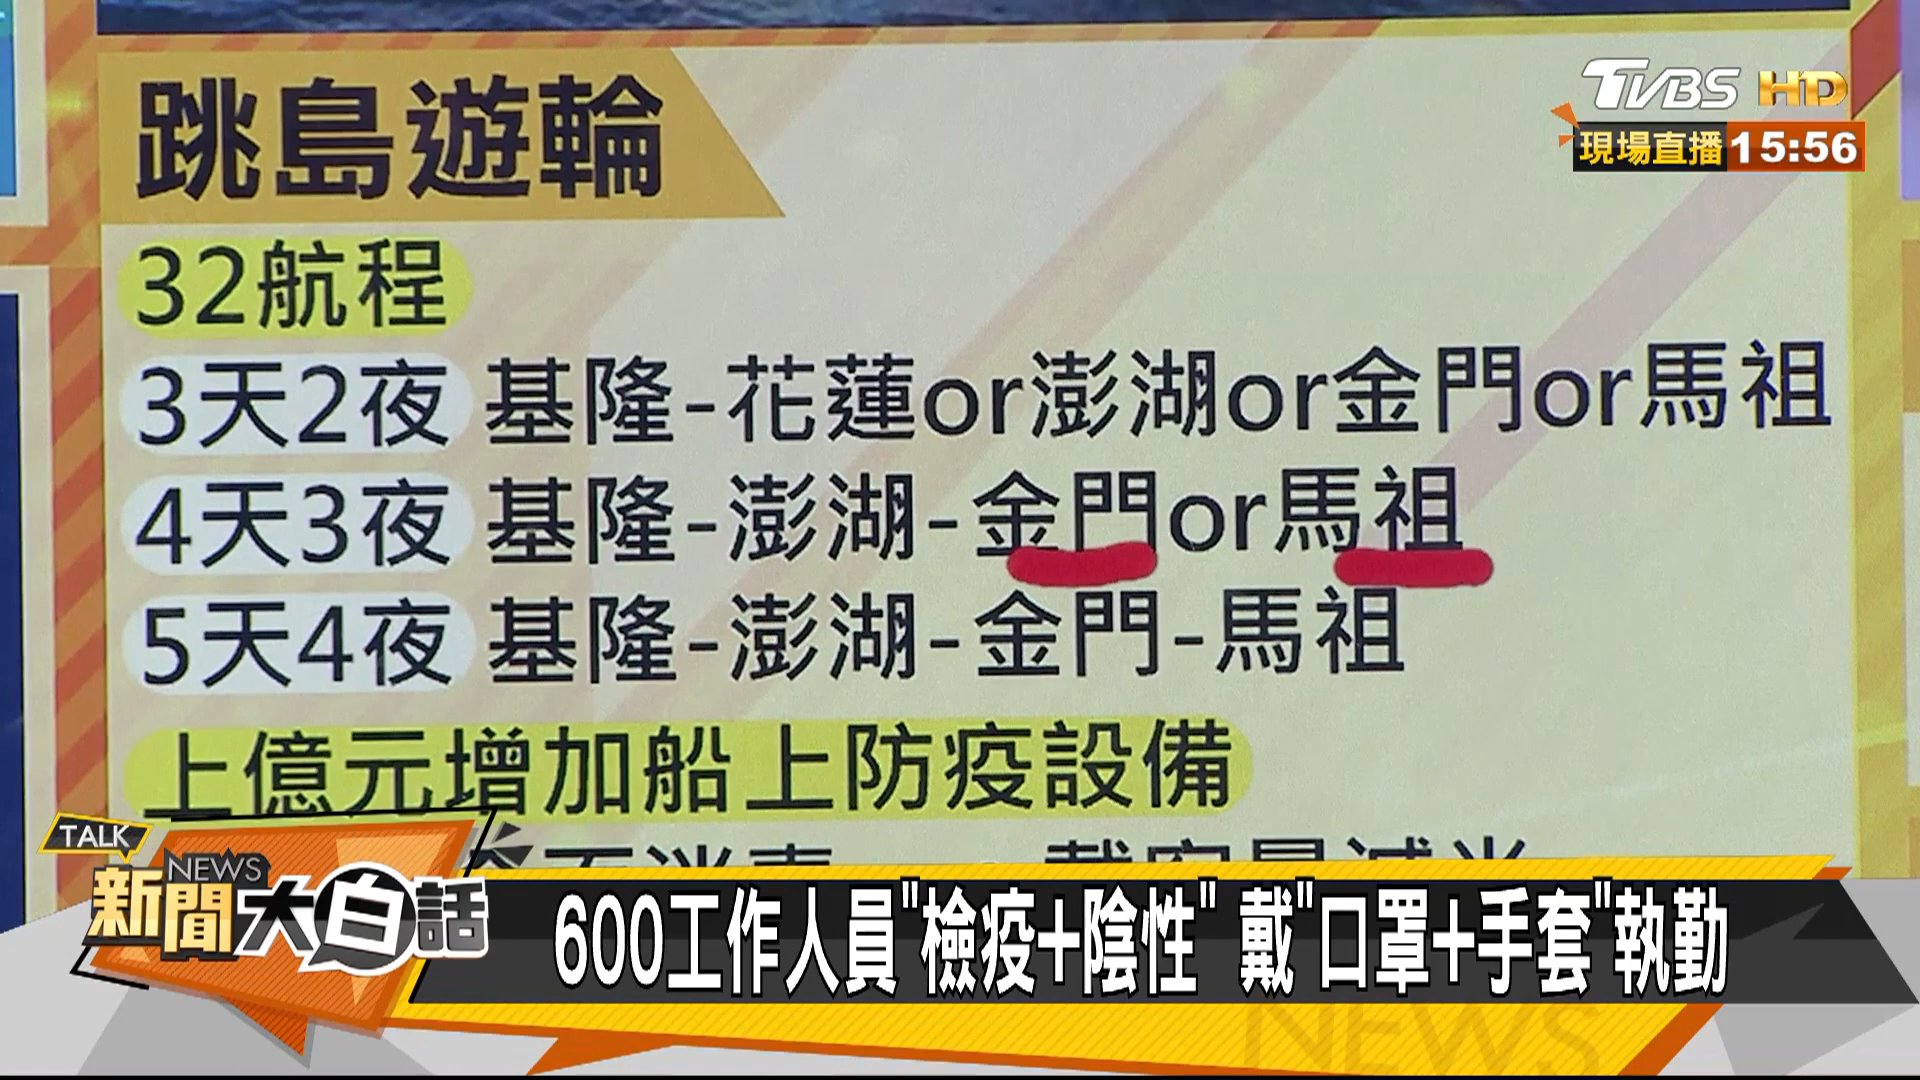 TVBS HD
現場直播 15:56
跳島遊輪
32航程
3天2夜 基隆-花蓮or澎湖or金門or馬祖
4天3夜 基隆-澎湖-金門or馬祖
5天4夜 基隆-澎湖-金門-馬祖
上億元增加船上防疫設備
TALK
NEWS
新聞大白話
600工作人員"檢疫+陰性" 戴"口罩+手套"執勤
NEWS